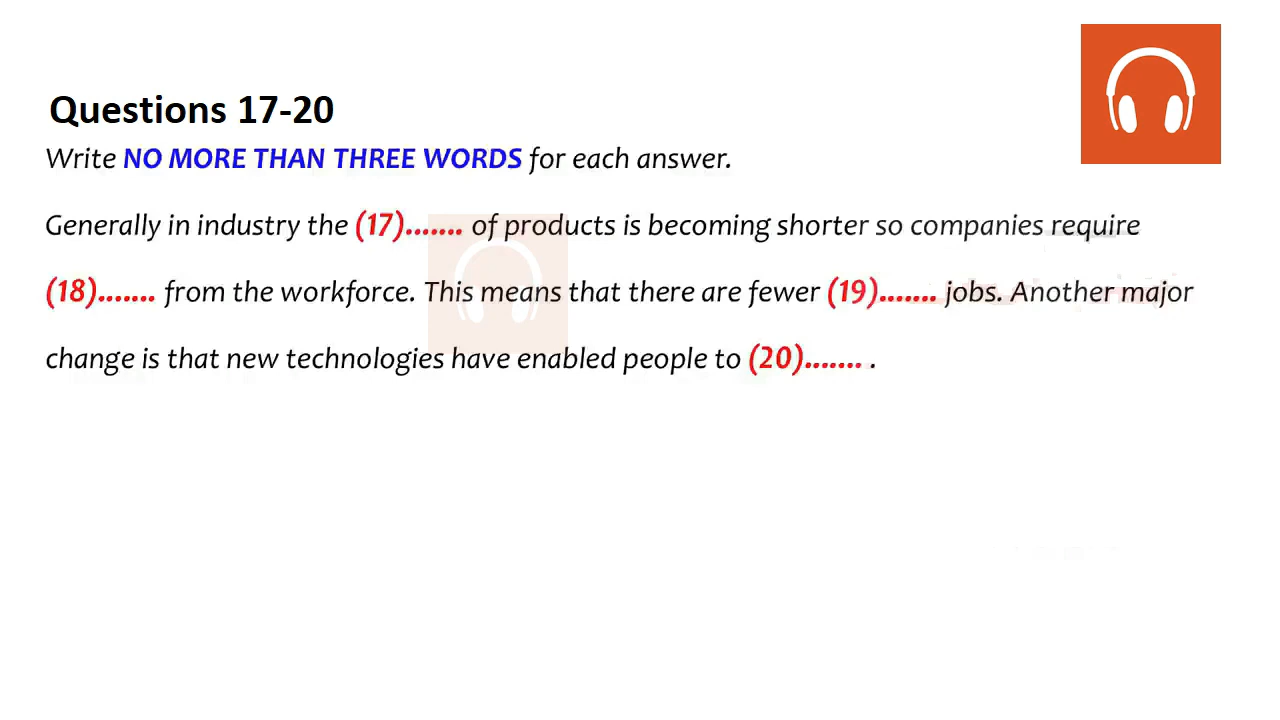 Questions 17-20
Write NO MORE THAN THREE WORDS for each answer.
Generally in industry the (17)....... of products is becoming shorter so companies require
(18)....... from the workforce. This means that there are fewer (19)....... jobs. Another major
change is that new technologies have enabled people to (20)....... .